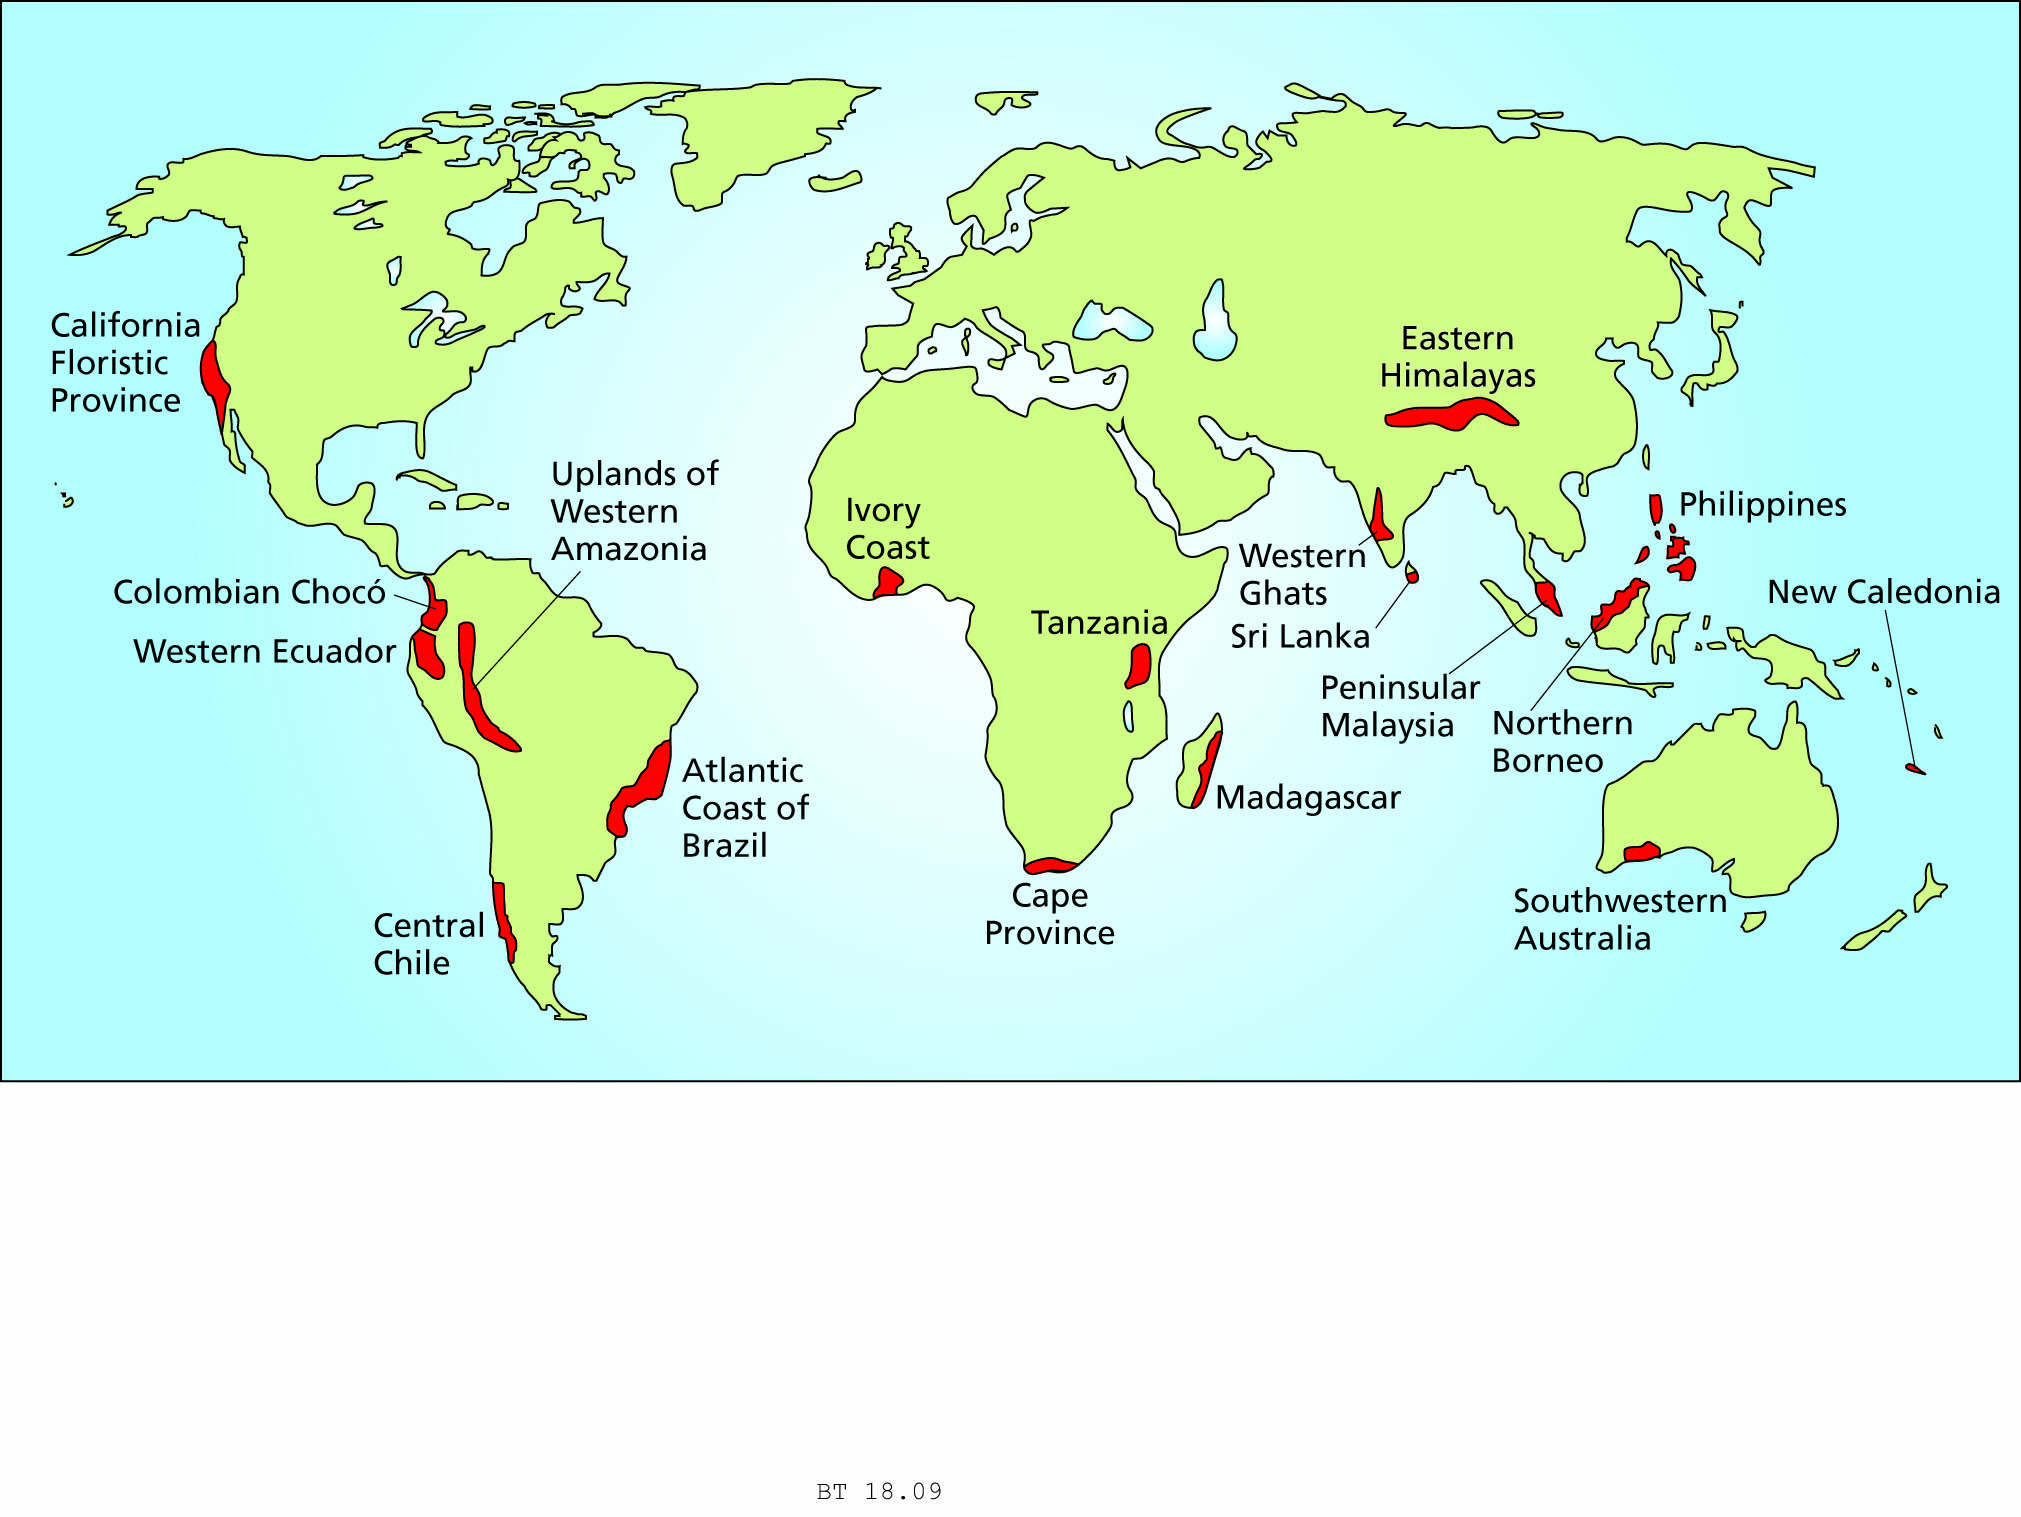 California
Floristic
Province
Eastern
Himalayas
Uplands of
Western
Amazonia
Ivory
Coast
Philippines
Western
Ghats
Colombian Chocó
New Caledonia
Tanzania
Sri Lanka
Western Ecuador
Peninsular
Malaysia
Northern
Borneo
Atlantic
Coast of
Brazil
Madagascar
Central
Chile
Cape
Province
Southwestern
Australia
BT 18.09